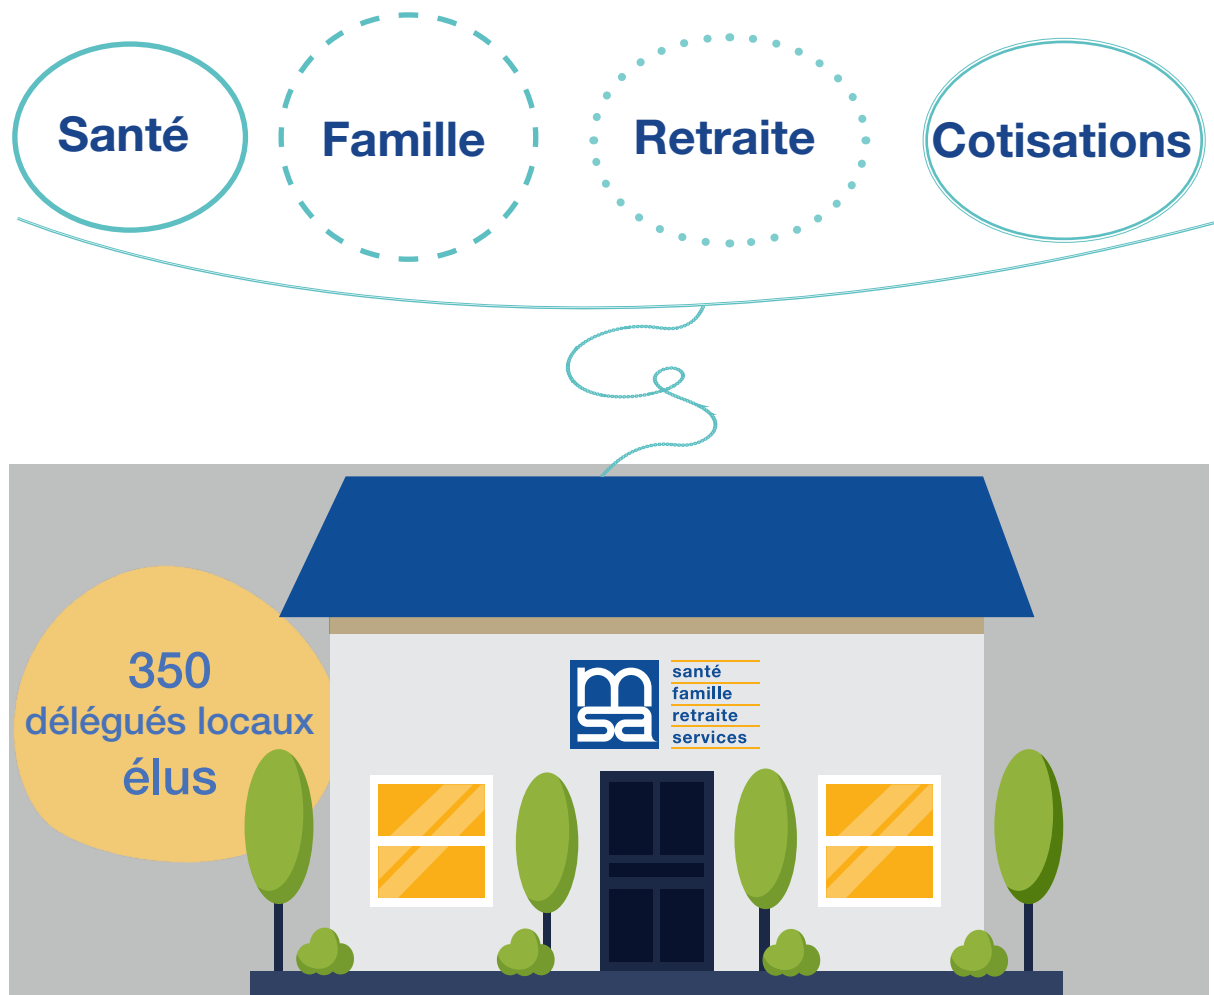 Santé
Famille
Retraite
Cotisations
350
délégués locaux
élus
msa
santé
famille
retraite
services